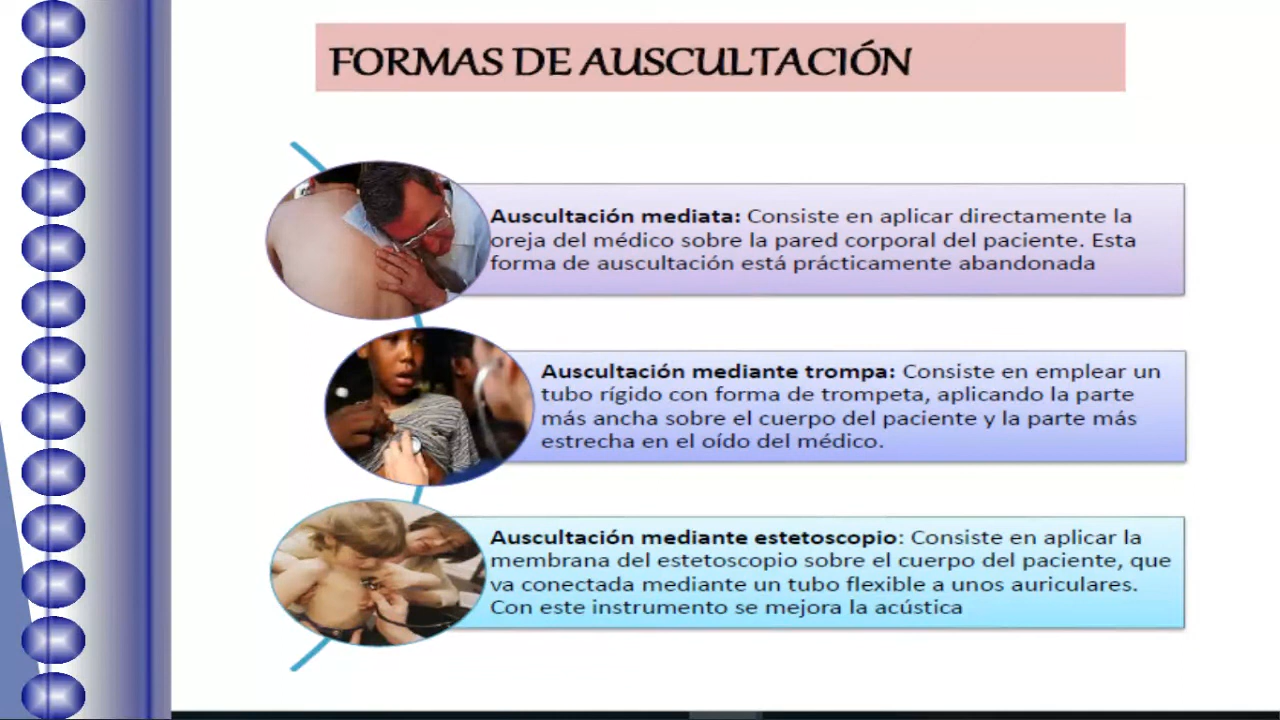 FORMAS DE AUSCULTACIÓN
Auscultación mediata: Consiste en aplicar directamente la
oreja del médico sobre la pared corporal del paciente. Esta
forma de auscultación está prácticamente abandonada
Auscultación mediante trompa: Consiste en emplear un
tubo rígido con forma de trompeta, aplicando la parte
más ancha sobre el cuerpo del paciente y la parte más
estrecha en el oído del médico.
Auscultación mediante estetoscopio: Consiste en aplicar la
membrana del estetoscopio sobre el cuerpo del paciente, que
va conectada mediante un tubo flexible a unos auriculares.
Con este instrumento se mejora la acústica